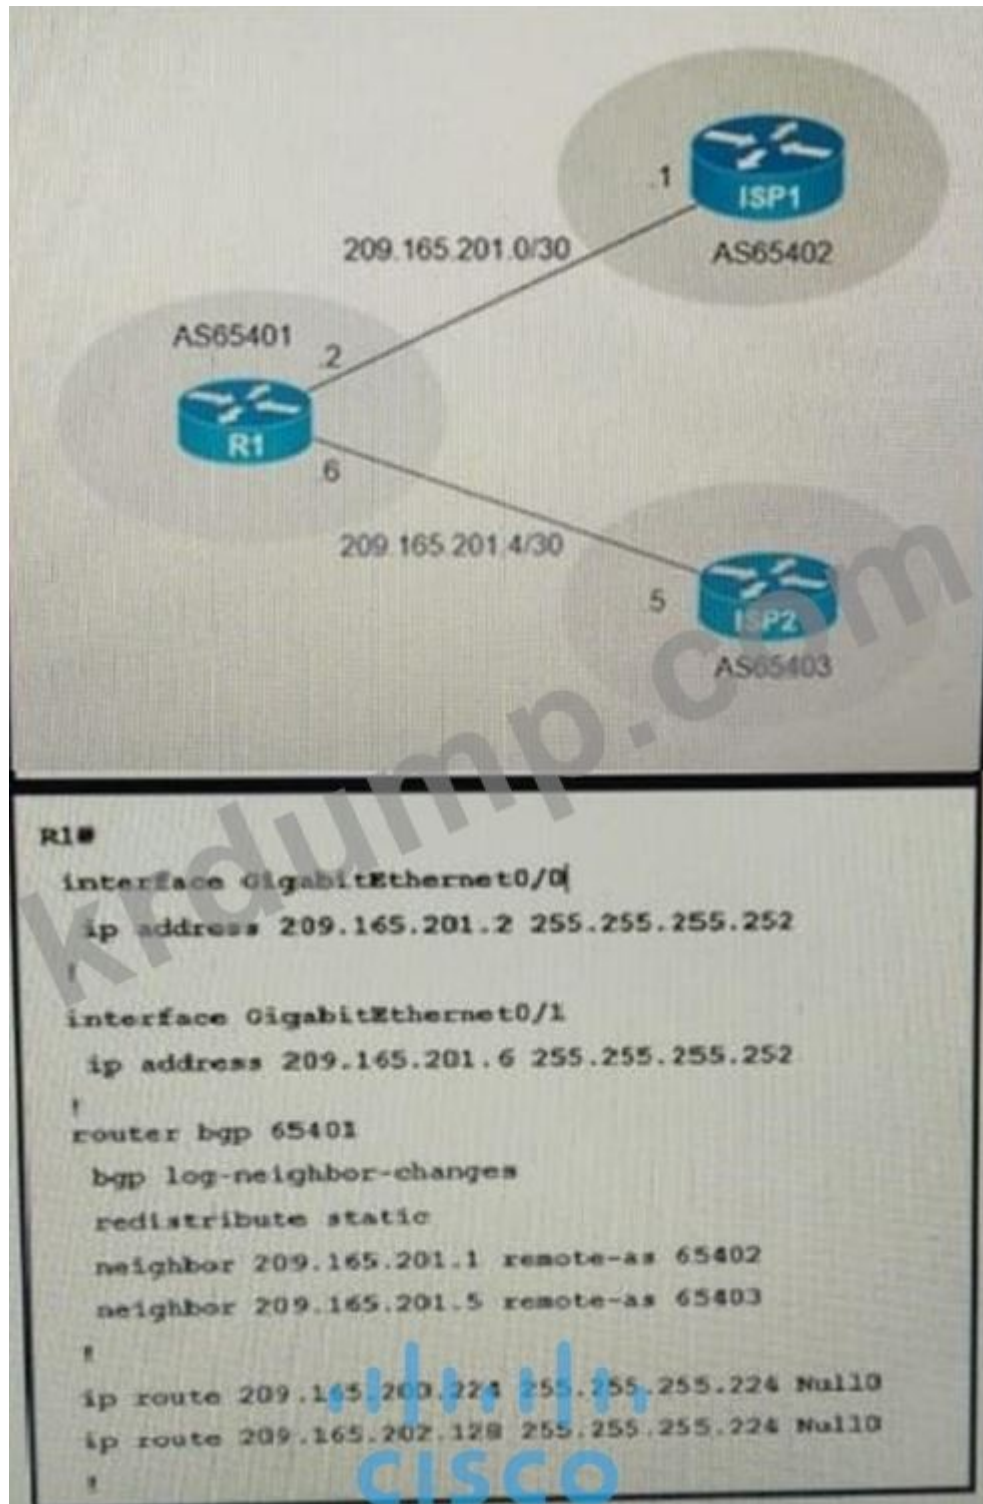 .1
ISP1
209.165.201.0/30
AS65402
AS65401
.2
R1
.6
209.165.201.4/30
.5
ISP2
AS65403
krdump.com
R1#
interface GigabitEthernet0/0
ip address 209.165.201.2 255.255.255.252
!
interface GigabitEthernet0/1
ip address 209.165.201.6 255.255.255.252
!
router bgp 65401
bgp log-neighbor-changes
redistribute static
neighbor 209.165.201.1 remote-as 65402
neighbor 209.165.201.5 remote-as 65403
!
ip route 209.165.200.224 255.255.255.224 Null0
ip route 209.165.202.128 255.255.255.224 Null0
!
CISCO